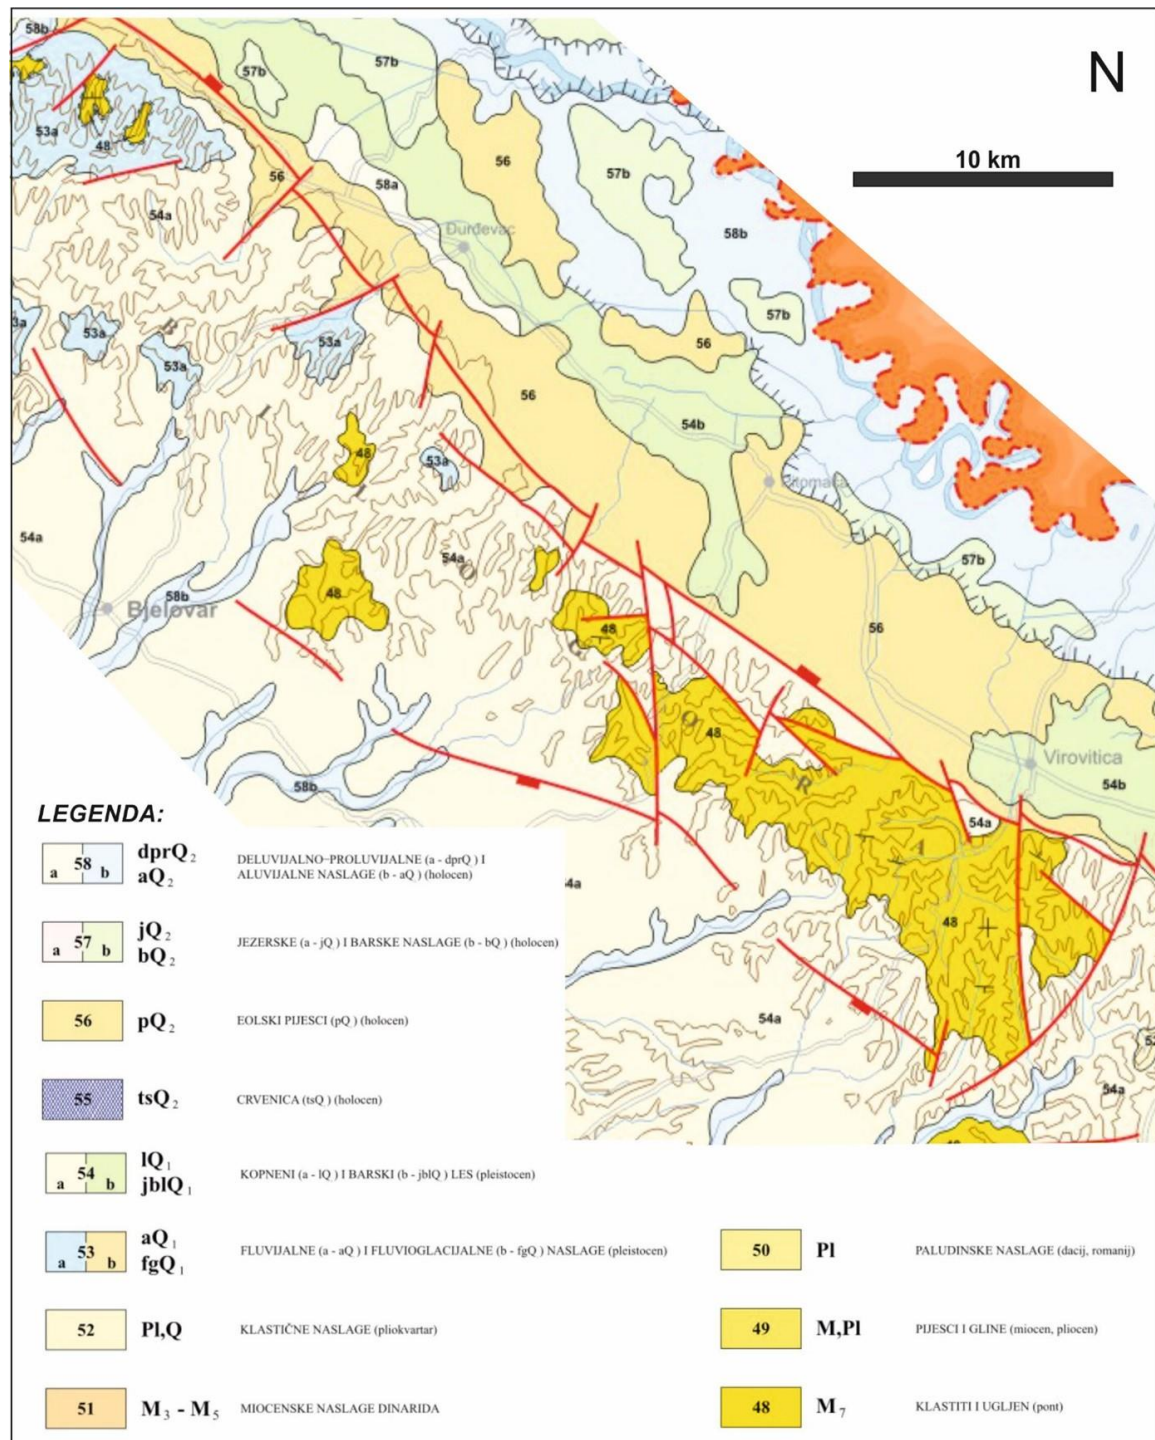 58b
57b
57b
N
53a
48
56
56
57b
10 km
58a
54a
Đurđevac
58b
3a
53a
53a
53a
B
57b
56
56
I
54b
48
53a
L
54a
54a
O
57b
58b
48
Bjelovar
48
56
G
O
48
58b
R
Virovitica
54b
54a
A
4a
48
54a
54a
LEGENDA:
a 58 b dprQ2 aQ2
DELUVIJALNO–PROLUVIJALNE (a - dprQ ) I
ALUVIJALNE NASLAGE (b - aQ ) (holocen)
a 57 b jQ2 bQ2 JEZERSKE (a - jQ ) I BARSKE NASLAGE (b - bQ ) (holocen)
56 pQ2 EOLSKI PIJESCI (pQ ) (holocen)
55 tsQ2 CRVENICA (tsQ ) (holocen)
a 54 b lQ1 jblQ1 KOPNENI (a - lQ ) I BARSKI (b - jblQ ) LES (pleistocen)
a 53 b aQ1 fgQ1 FLUVIJALNE (a - aQ ) I FLUVIOGLACIJALNE (b - fgQ ) NASLAGE (pleistocen)
52 Pl,Q KLASTIČNE NASLAGE (pliokvartar)
51 M3 - M5 MIOCENSKE NASLAGE DINARIDA
50 Pl PALUDINSKE NASLAGE (dacij, romanij)
49 M,Pl PIJESCI I GLINE (miocen, pliocen)
48 M7 KLASTITI I UGLJEN (pont)